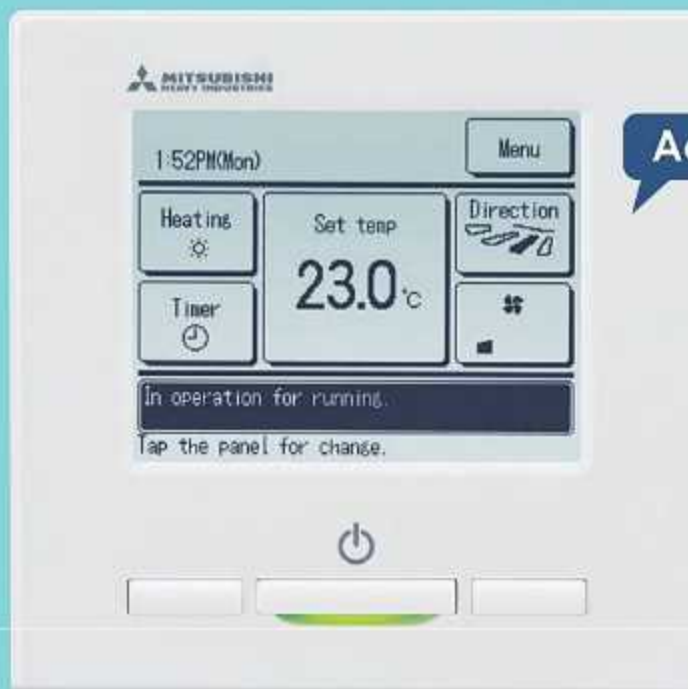 MITSUBISHI
HEAVY INDUSTRIES
1:52PM(Mon)
Menu
Heating
Set temp
Direction
23.0°C
Timer
In operation for running.
Tap the panel for change.